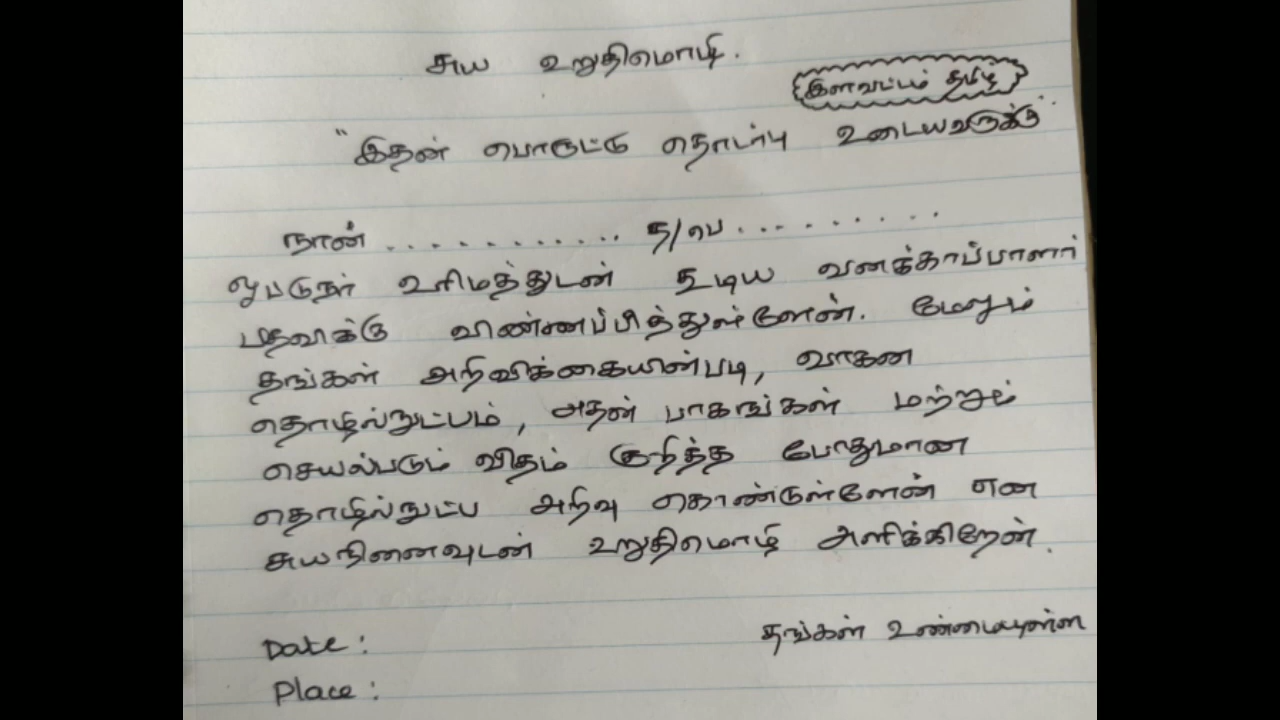 சுய உறுதிமொழி.
இளவட்டம் தமிழ்
"இதன் பொருட்டு தொடர்பு உடையவருக்கு"
நான் ............ த/பெ ..........
ஓட்டுநர் உரிமத்துடன் கூடிய வனக்காப்பாளர்
பதவிக்கு விண்ணப்பித்துள்ளேன். மேலும்
தங்கள் அறிவிக்கையின்படி, வாகன
தொழில்நுட்பம், அதன் பாகங்கள் மற்றும்
செயல்படும் விதம் குறித்த போதுமான
தொழில்நுட்ப அறிவு கொண்டுள்ளேன் என
சுயநினைவுடன் உறுதிமொழி அளிக்கிறேன்.
தங்கள் உண்மையுள்ள
Date :
Place :